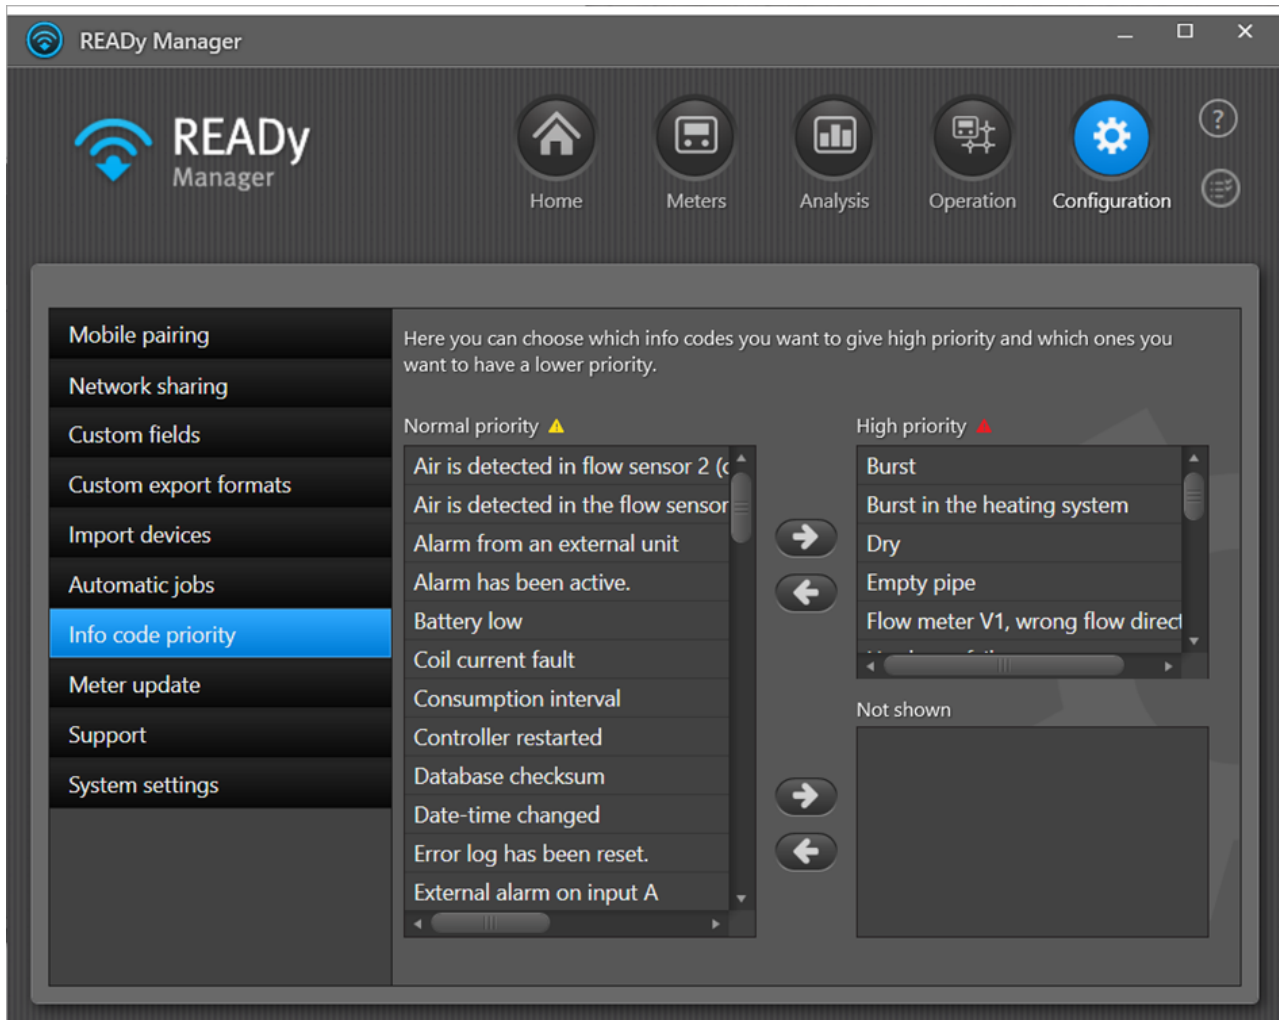 READy Manager
READy
Manager
Home
Meters
Analysis
Operation
Configuration
?
Mobile pairing
Network sharing
Custom fields
Custom export formats
Import devices
Automatic jobs
Info code priority
Meter update
Support
System settings
Here you can choose which info codes you want to give high priority and which ones you
want to have a lower priority.
Normal priority
Air is detected in flow sensor 2 (c
Air is detected in the flow sensor
Alarm from an external unit
Alarm has been active.
Battery low
Coil current fault
Consumption interval
Controller restarted
Database checksum
Date-time changed
Error log has been reset.
External alarm on input A
High priority
Burst
Burst in the heating system
Dry
Empty pipe
Flow meter V1, wrong flow direct
Not shown